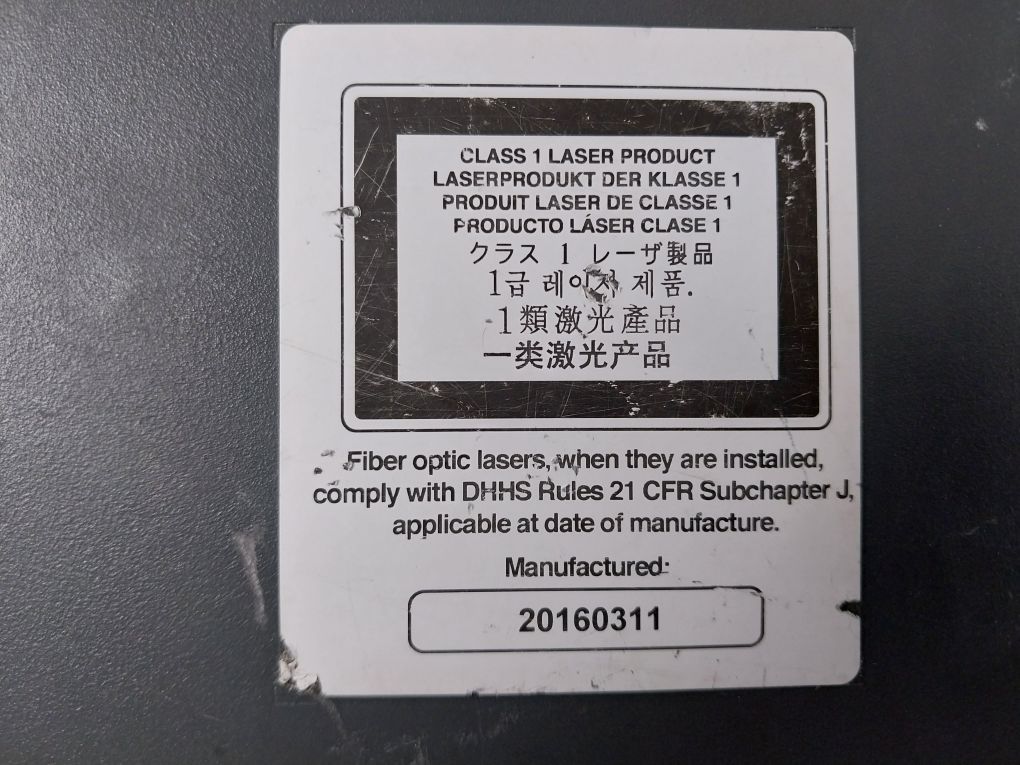 CLASS 1 LASER PRODUCT
LASERPRODUKT DER KLASSE 1
PRODUIT LASER DE CLASSE 1
PRODUCTO LÁSER CLASE 1
クラス 1 レーザ製品
1급 레이저 제품.
1類激光產品
一类激光产品
Fiber optic lasers, when they are installed,
comply with DHHS Rules 21 CFR Subchapter J,
applicable at date of manufacture.
Manufactured:
20160311